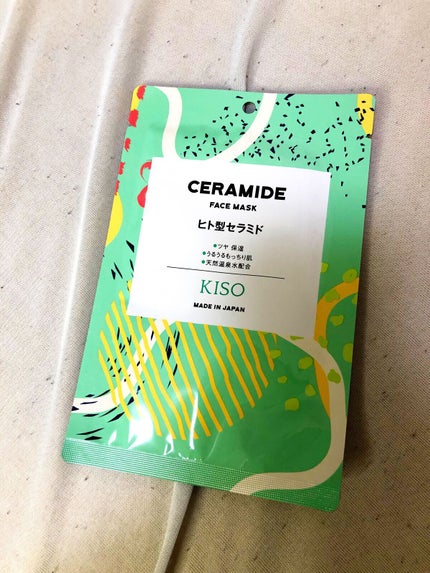 CERAMIDE
FACE MASK
ヒト型セラミド
●ツヤ 保湿
●うるうるもっちり肌
●天然温泉水配合
KISO
MADE IN JAPAN